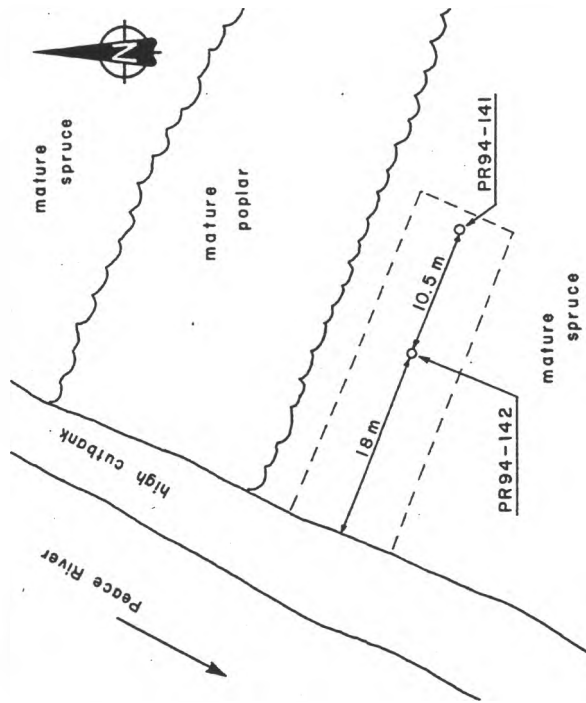 N
mature
spruce
mature
poplar
PR94-141
10.5 m
high cutbank
18 m
PR94-142
mature
spruce
Peace River